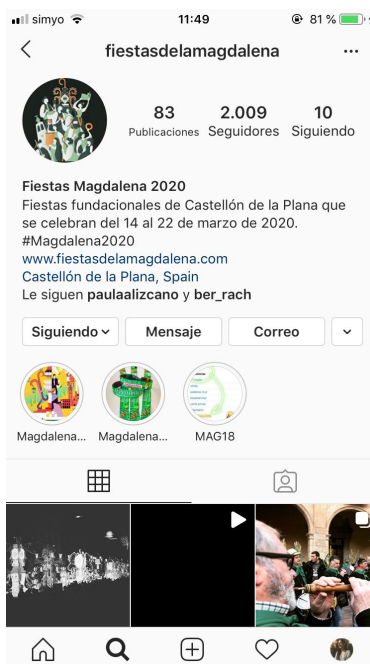 simyo 11:49 81 %
fiestasdelamagdalena
83 2.009 10
Publicaciones Seguidores Siguiendo
Fiestas Magdalena 2020
Fiestas fundacionales de Castellón de la Plana que
se celebran del 14 al 22 de marzo de 2020.
#Magdalena2020
www.fiestasdelamagdalena.com
Castellón de la Plana, Spain
Le siguen paulaalizcano y ber_rach
Siguiendo Mensaje Correo
Magdalena... Magdalena... MAG18